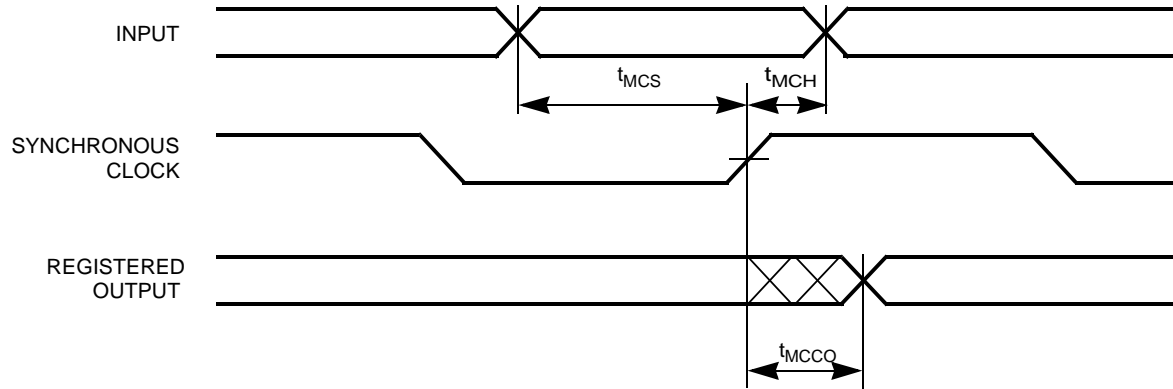 INPUT
tMCS
tMCH
SYNCHRONOUS
CLOCK
REGISTERED
OUTPUT
tMCCO